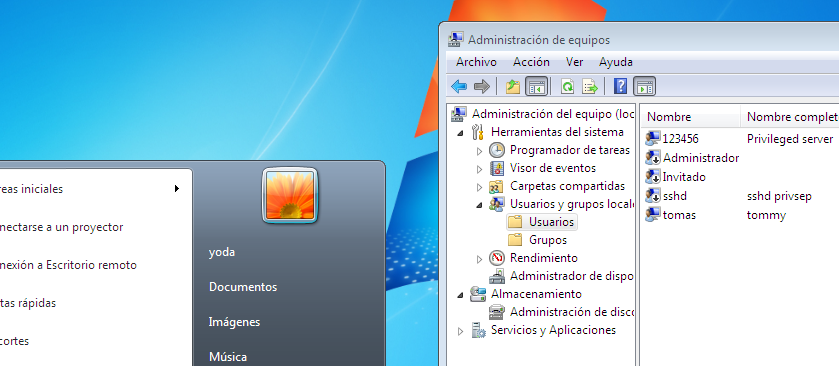 Administración de equipos
Archivo Acción Ver Ayuda
Administración del equipo (loc
Herramientas del sistema
Programador de tareas
Visor de eventos
Carpetas compartidas
Usuarios y grupos locale
Usuarios
Grupos
Rendimiento
Administrador de dispo
Almacenamiento
Administración de disco
Servicios y Aplicaciones
Nombre Nombre complet
123456 Privileged server
Administrador
Invitado
sshd sshd privsep
tomas tommy
reas iniciales
nectarse a un proyector
nexión a Escritorio remoto
tas rápidas
cortes
yoda
Documentos
Imágenes
Música